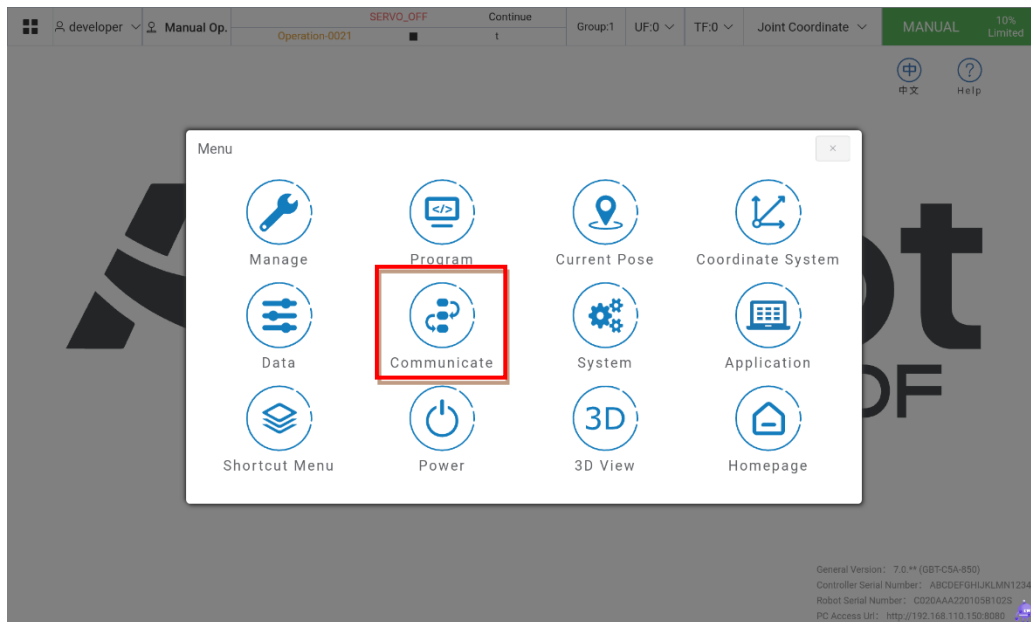 developer
Manual Op.
SERVO_OFF
Continue
Operation-0021
t
Group:1
UF:0
TF:0
Joint Coordinate
MANUAL
10%
Limited
中
?
中文
Help
Menu
×
</>
Manage
Program
Current Pose
Coordinate System
Data
Communicate
System
Application
3D
Shortcut Menu
Power
3D View
Homepage
General Version: 7.0.** (GBT-C5A-850)
Controller Serial Number: ABCDEFGHIJKLMN1234
Robot Serial Number: C020AAA2201058102S
PC Access Url: http://192.168.110.150:8080